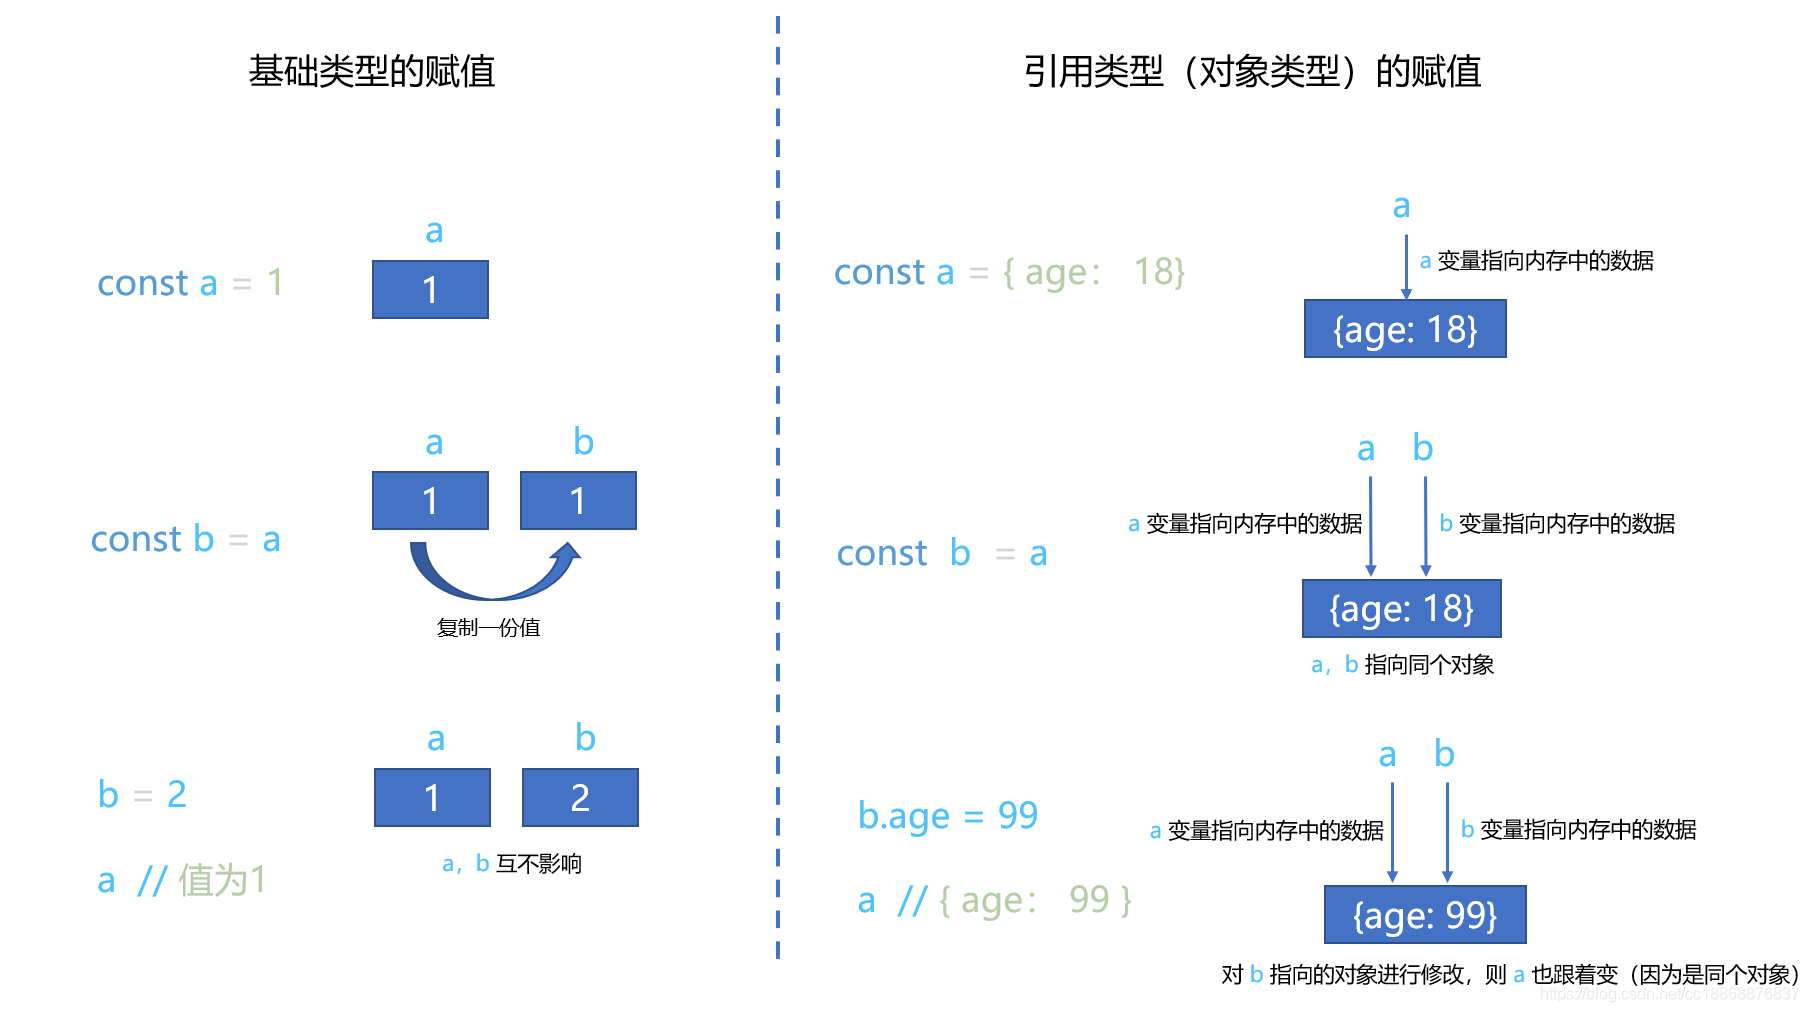 基础类型的赋值
a
const a = 1
1
a b
1 1
const b = a
复制一份值
a b
b = 2
1 2
a，b 互不影响
a // 值为1
引用类型（对象类型）的赋值
a
a 变量指向内存中的数据
const a = { age： 18}
{age: 18}
a b
a 变量指向内存中的数据 b 变量指向内存中的数据
const b = a
{age: 18}
a，b 指向同个对象
a b
b.age = 99
a 变量指向内存中的数据 b 变量指向内存中的数据
a // { age： 99 }
{age: 99}
对 b 指向的对象进行修改，则 a 也跟着变（因为是同个对象）
https://blog.csdn.net/cc18868876837